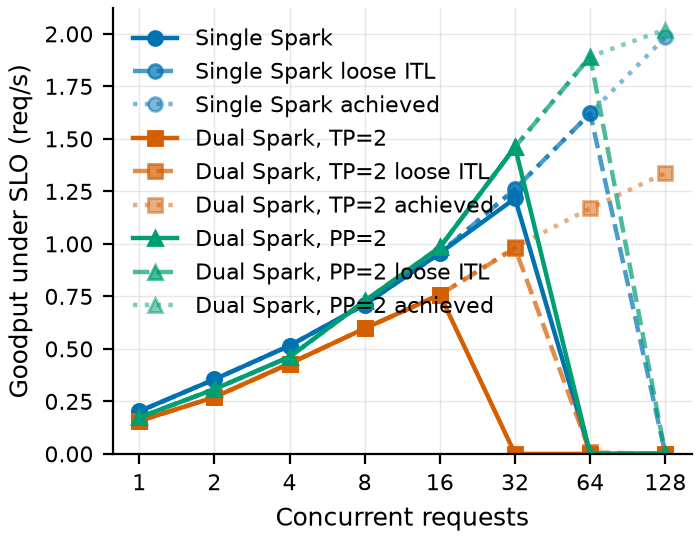 Goodput under SLO (req/s)
2.00
1.75
1.50
1.25
1.00
0.75
0.50
0.25
0.00
Single Spark
Single Spark loose ITL
Single Spark achieved
Dual Spark, TP=2
Dual Spark, TP=2 loose ITL
Dual Spark, TP=2 achieved
Dual Spark, PP=2
Dual Spark, PP=2 loose ITL
Dual Spark, PP=2 achieved
1 2 4 8 16 32 64 128
Concurrent requests